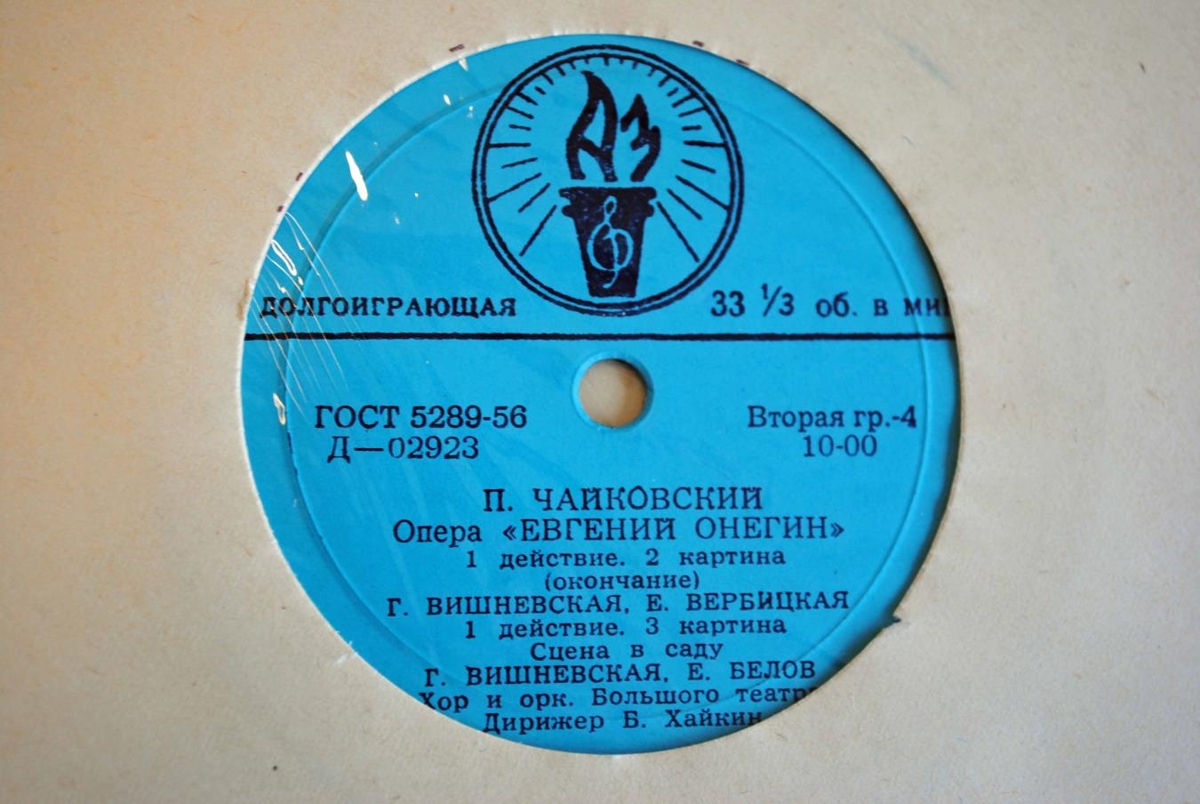 АЗ
ДОЛГОИГРАЮЩАЯ 33 ⅓ об. в ми
ГОСТ 5289-56 Вторая гр.-4
Д—02923 10-00
П. ЧАЙКОВСКИЙ
Опера «ЕВГЕНИЙ ОНЕГИН»
1 действие. 2 картина
(окончание)
Г. ВИШНЕВСКАЯ, Е. ВЕРБИЦКАЯ
1 действие. 3 картина
Сцена в саду
Г. ВИШНЕВСКАЯ, Е. БЕЛОВ
Хор и орк. Большого театра
Дирижер Б. Хайкин